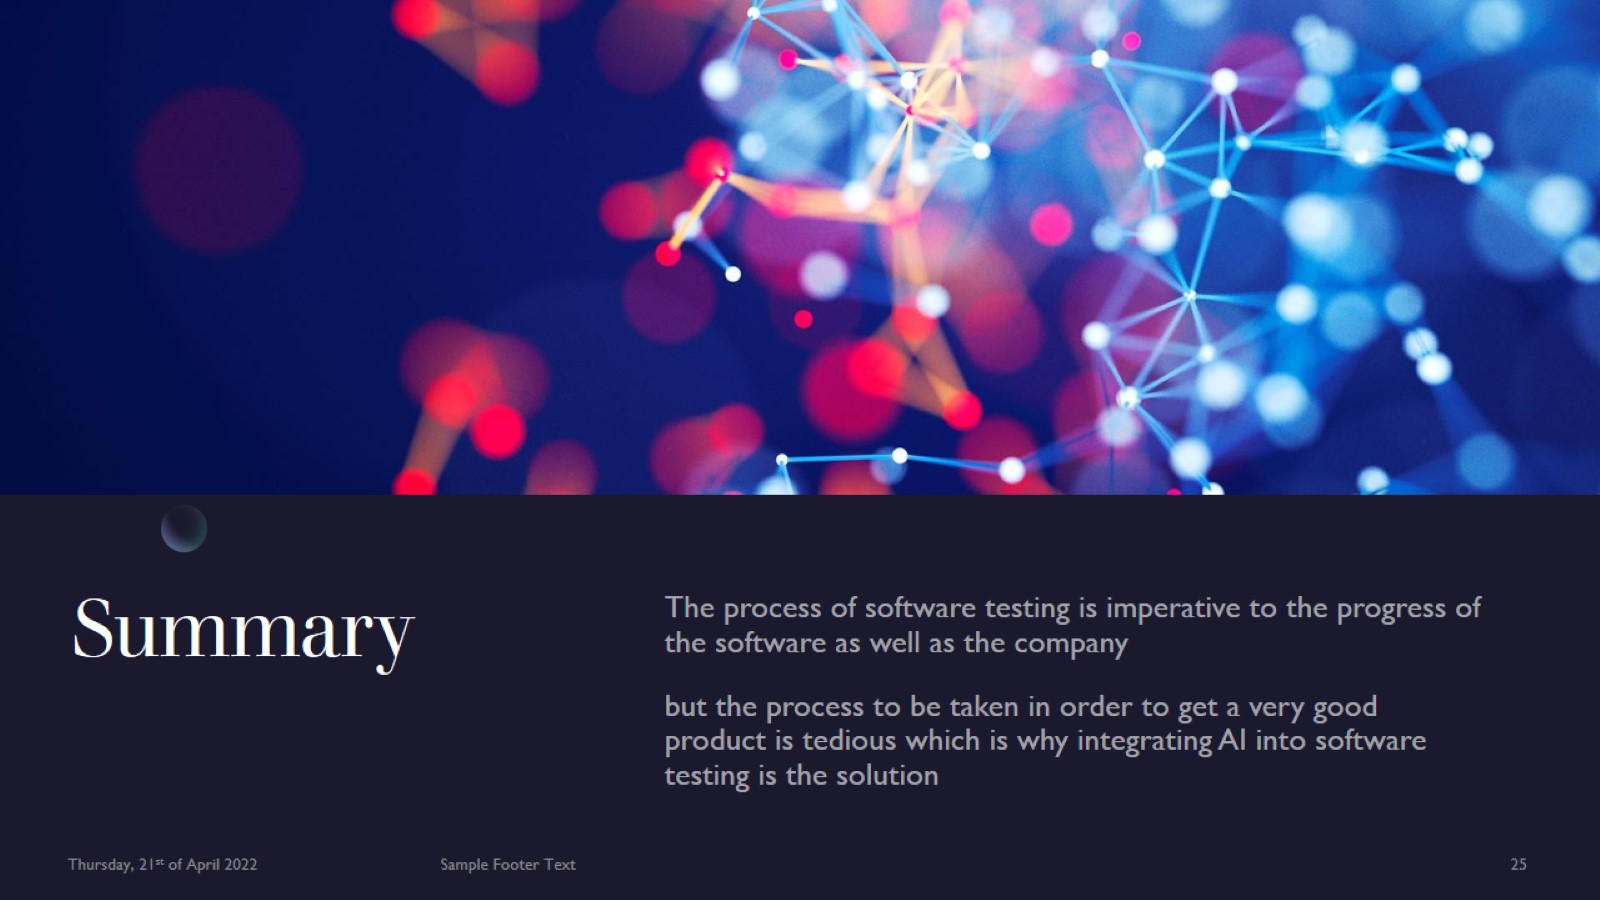 Summary
The process of software testing is imperative to the progress of
the software as well as the company
but the process to be taken in order to get a very good
product is tedious which is why integrating AI into software
testing is the solution
Thursday, 21st of April 2022
Sample Footer Text
25